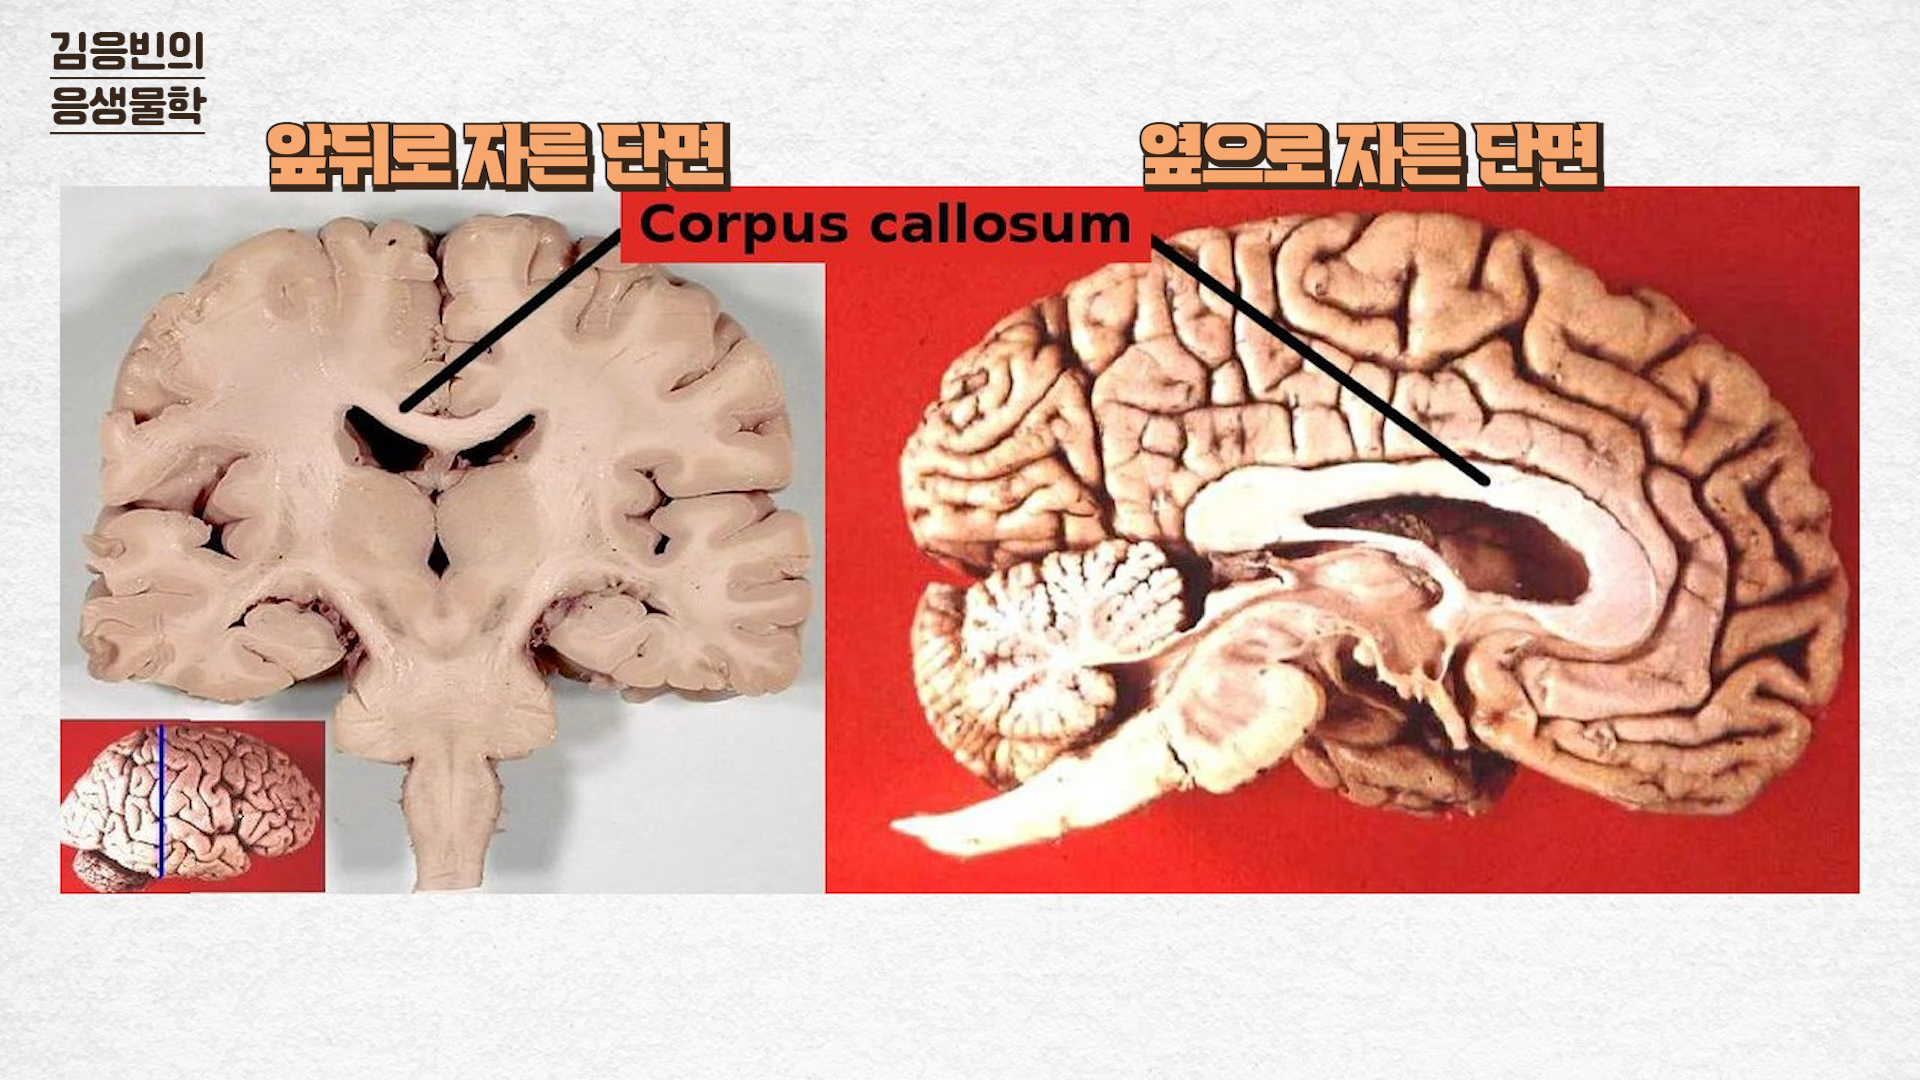 김응빈의
응생물학
앞뒤로 자른 단면
옆으로 자른 단면
Corpus callosum